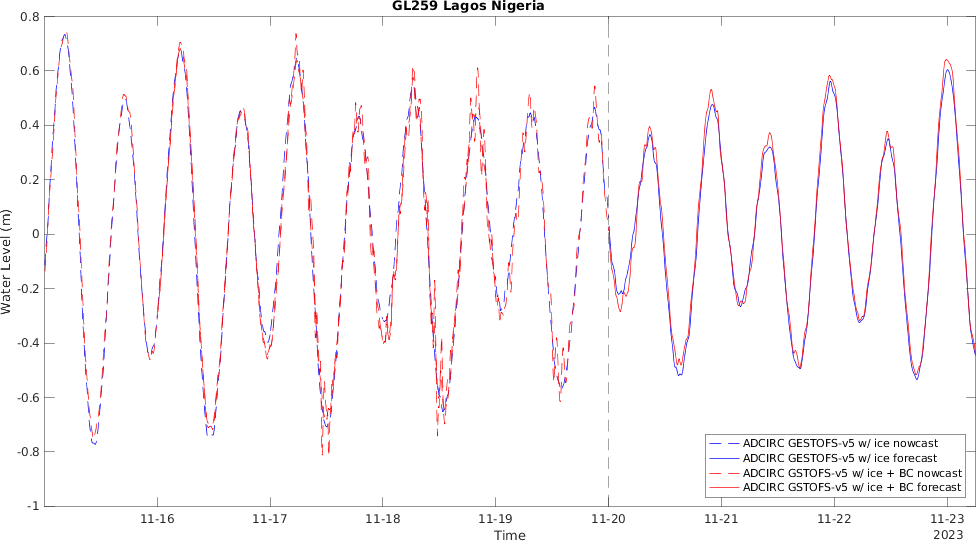 GL259 Lagos Nigeria
0.8
0.6
0.4
0.2
0
-0.2
-0.4
-0.6
-0.8
-1
Water Level (m)
11-16
11-17
11-18
11-19
11-20
11-21
11-22
11-23
Time
2023
ADCIRC GESTOFS-v5 w/ ice nowcast
ADCIRC GESTOFS-v5 w/ ice forecast
ADCIRC GSTOFS-v5 w/ ice + BC nowcast
ADCIRC GSTOFS-v5 w/ ice + BC forecast